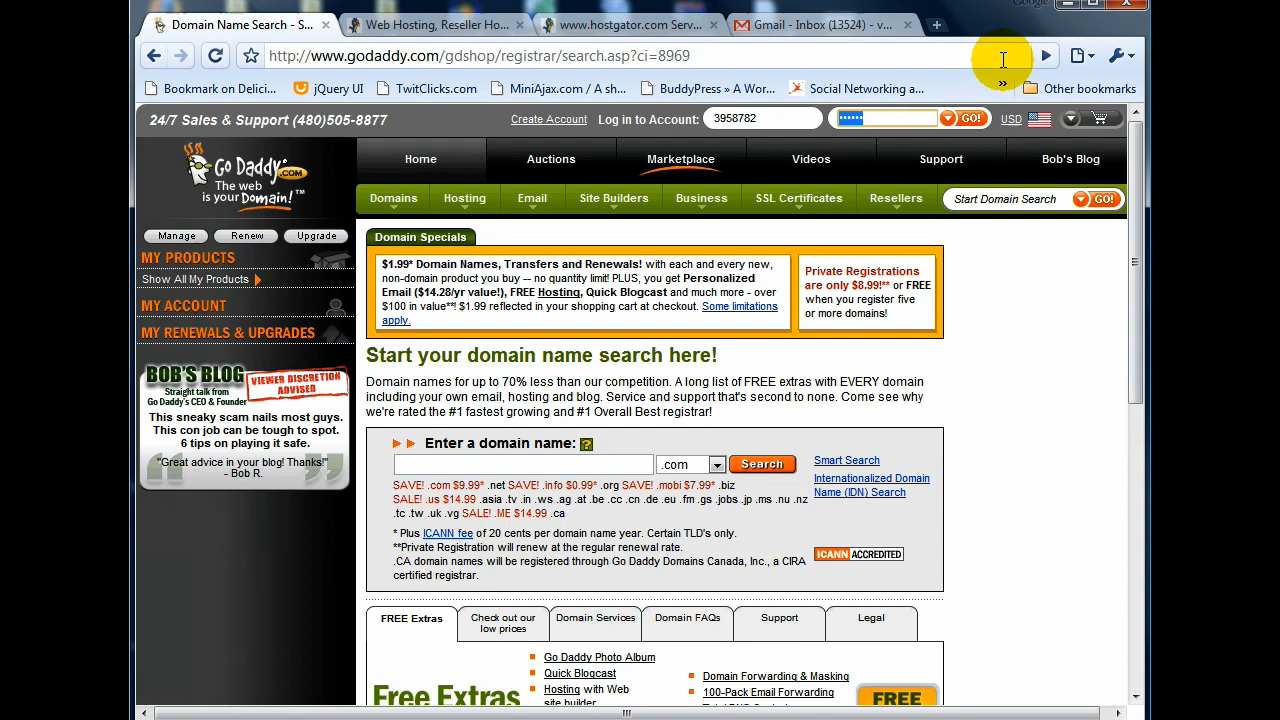 Google
Domain Name Search - S...
Web Hosting, Reseller Ho...
www.hostgator.com Serv...
Gmail - Inbox (13524) - v...
http://www.godaddy.com/gdshop/registrar/search.asp?ci=8969
Bookmark on Delici...
jQuery UI
TwitClicks.com
MiniAjax.com / A sh...
BuddyPress » A Wor...
Social Networking a...
»
Other bookmarks
24/7 Sales & Support (480)505-8877
Create Account
Log in to Account:
3958782
••••••
GO!
USD
Go Daddy
.COM
The web
is your Domain!™
Home
Auctions
Marketplace
Videos
Support
Bob's Blog
Domains
Hosting
Email
Site Builders
Business
SSL Certificates
Resellers
Start Domain Search
GO!
Manage
Renew
Upgrade
MY PRODUCTS
Show All My Products
MY ACCOUNT
MY RENEWALS & UPGRADES
BOB'S BLOG
Straight talk from
Go Daddy's CEO & Founder
VIEWER DISCRETION
ADVISED
This sneaky scam nails most guys.
This con job can be tough to spot.
6 tips on playing it safe.
"Great advice in your blog! Thanks!"
- Bob R.
Domain Specials
$1.99* Domain Names, Transfers and Renewals! with each and every new,
non-domain product you buy — no quantity limit! PLUS, you get Personalized
Email ($14.28/yr value!), FREE Hosting, Quick Blogcast and much more - over
$100 in value**! $1.99 reflected in your shopping cart at checkout. Some limitations
apply.
Private Registrations
are only $8.99!** or FREE
when you register five
or more domains!
Start your domain name search here!
Domain names for up to 70% less than our competition. A long list of FREE extras with EVERY domain
including your own email, hosting and blog. Service and support that's second to none. Come see why
we're rated the #1 fastest growing and #1 Overall Best registrar!
Enter a domain name: ?
.com
Search
Smart Search
Internationalized Domain
Name (IDN) Search
SAVE! .com $9.99* .net SAVE! .info $0.99* .org SAVE! .mobi $7.99* .biz
SALE! .us $14.99 .asia .tv .in .ws .ag .at .be .cc .cn .de .eu .fm .gs .jobs .jp .ms .nu .nz
.tc .tw .uk .vg SALE! .ME $14.99 .ca
* Plus ICANN fee of 20 cents per domain name year. Certain TLD's only.
**Private Registration will renew at the regular renewal rate.
.CA domain names will be registered through Go Daddy Domains Canada, Inc., a CIRA
certified registrar.
ICANN ACCREDITED
FREE Extras
Check out our
low prices
Domain Services
Domain FAQs
Support
Legal
Free Extras
Go Daddy Photo Album
Quick Blogcast
Hosting with Web
site builder
Domain Forwarding & Masking
100-Pack Email Forwarding
FREE